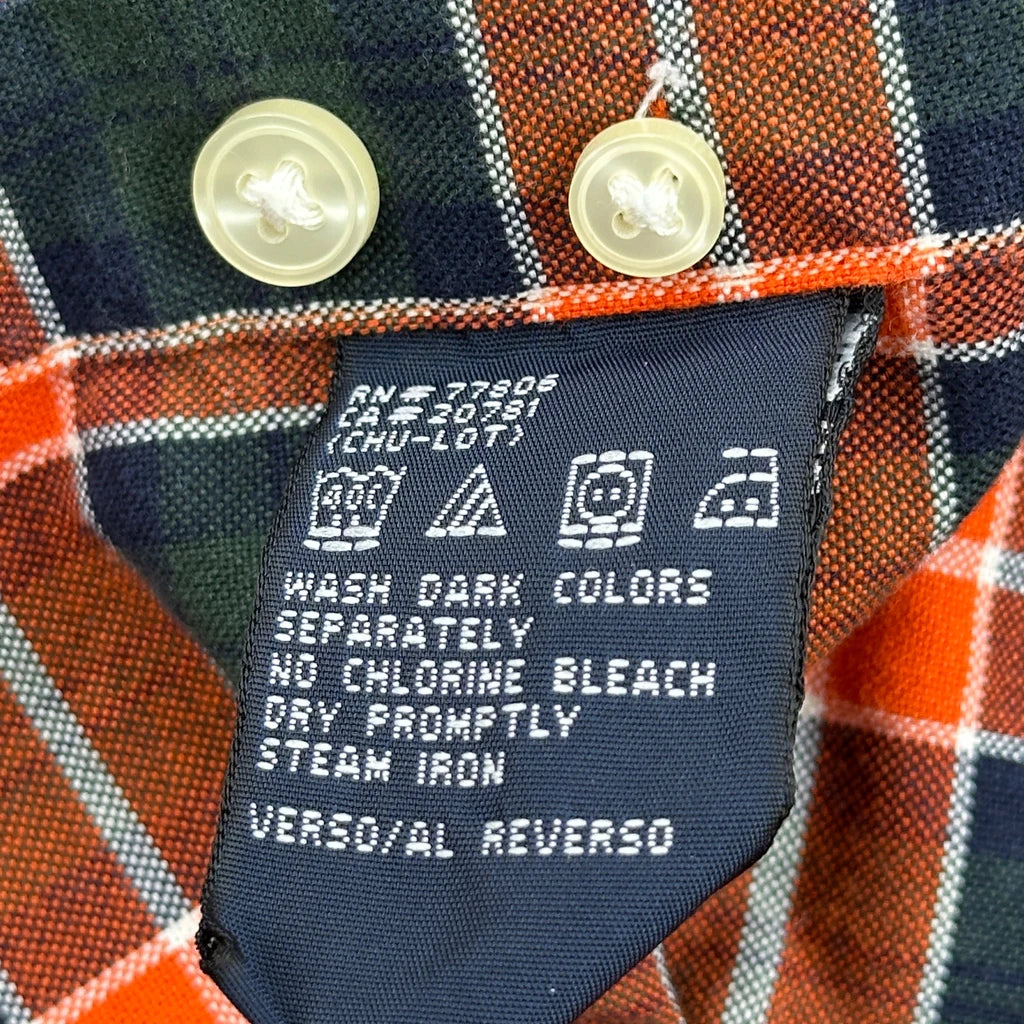 RN# 77806
CA# 20781
(CHU-LOT)
40C
WASH DARK COLORS
SEPARATELY
NO CHLORINE BLEACH
DRY PROMPTLY
STEAM IRON
VERSO/AL REVERSO